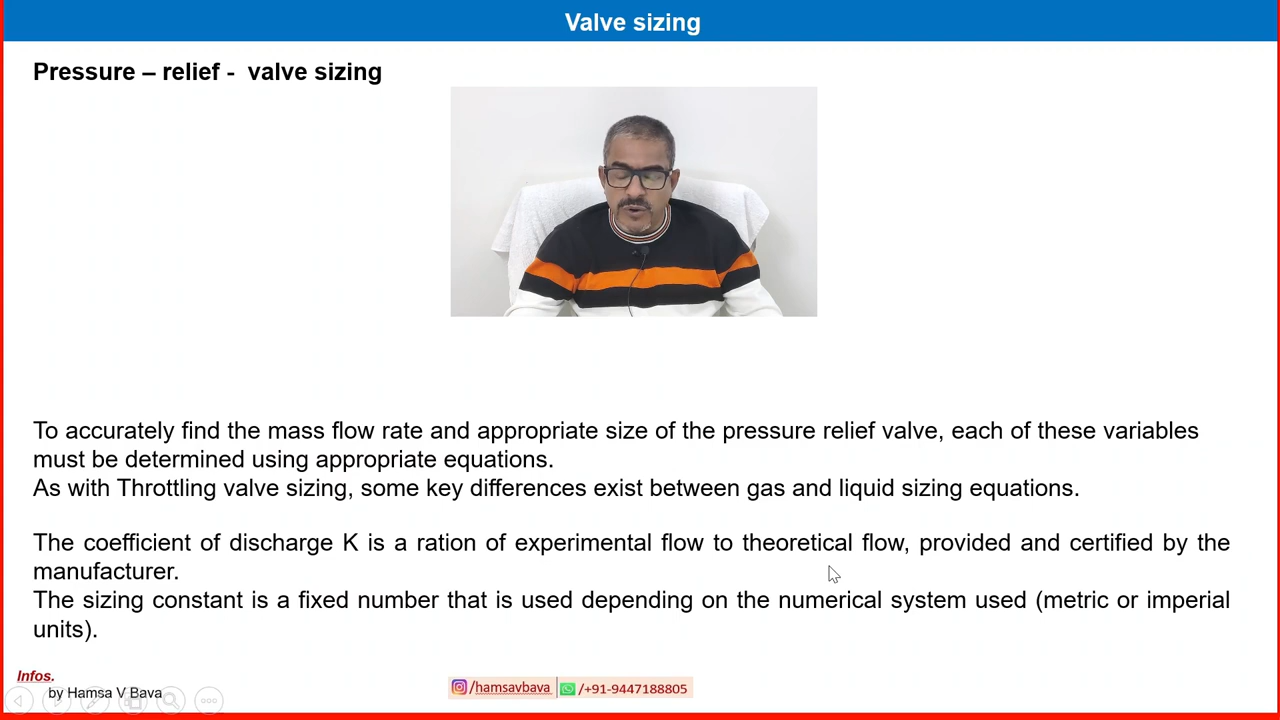 Valve sizing
Pressure – relief -  valve sizing
To accurately find the mass flow rate and appropriate size of the pressure relief valve, each of these variables
must be determined using appropriate equations.
As with Throttling valve sizing, some key differences exist between gas and liquid sizing equations.
The coefficient of discharge K is a ration of experimental flow to theoretical flow, provided and certified by the
manufacturer.
The sizing constant is a fixed number that is used depending on the numerical system used (metric or imperial
units).
Infos.
by Hamsa V Bava
/hamsavbava
/+91-9447188805